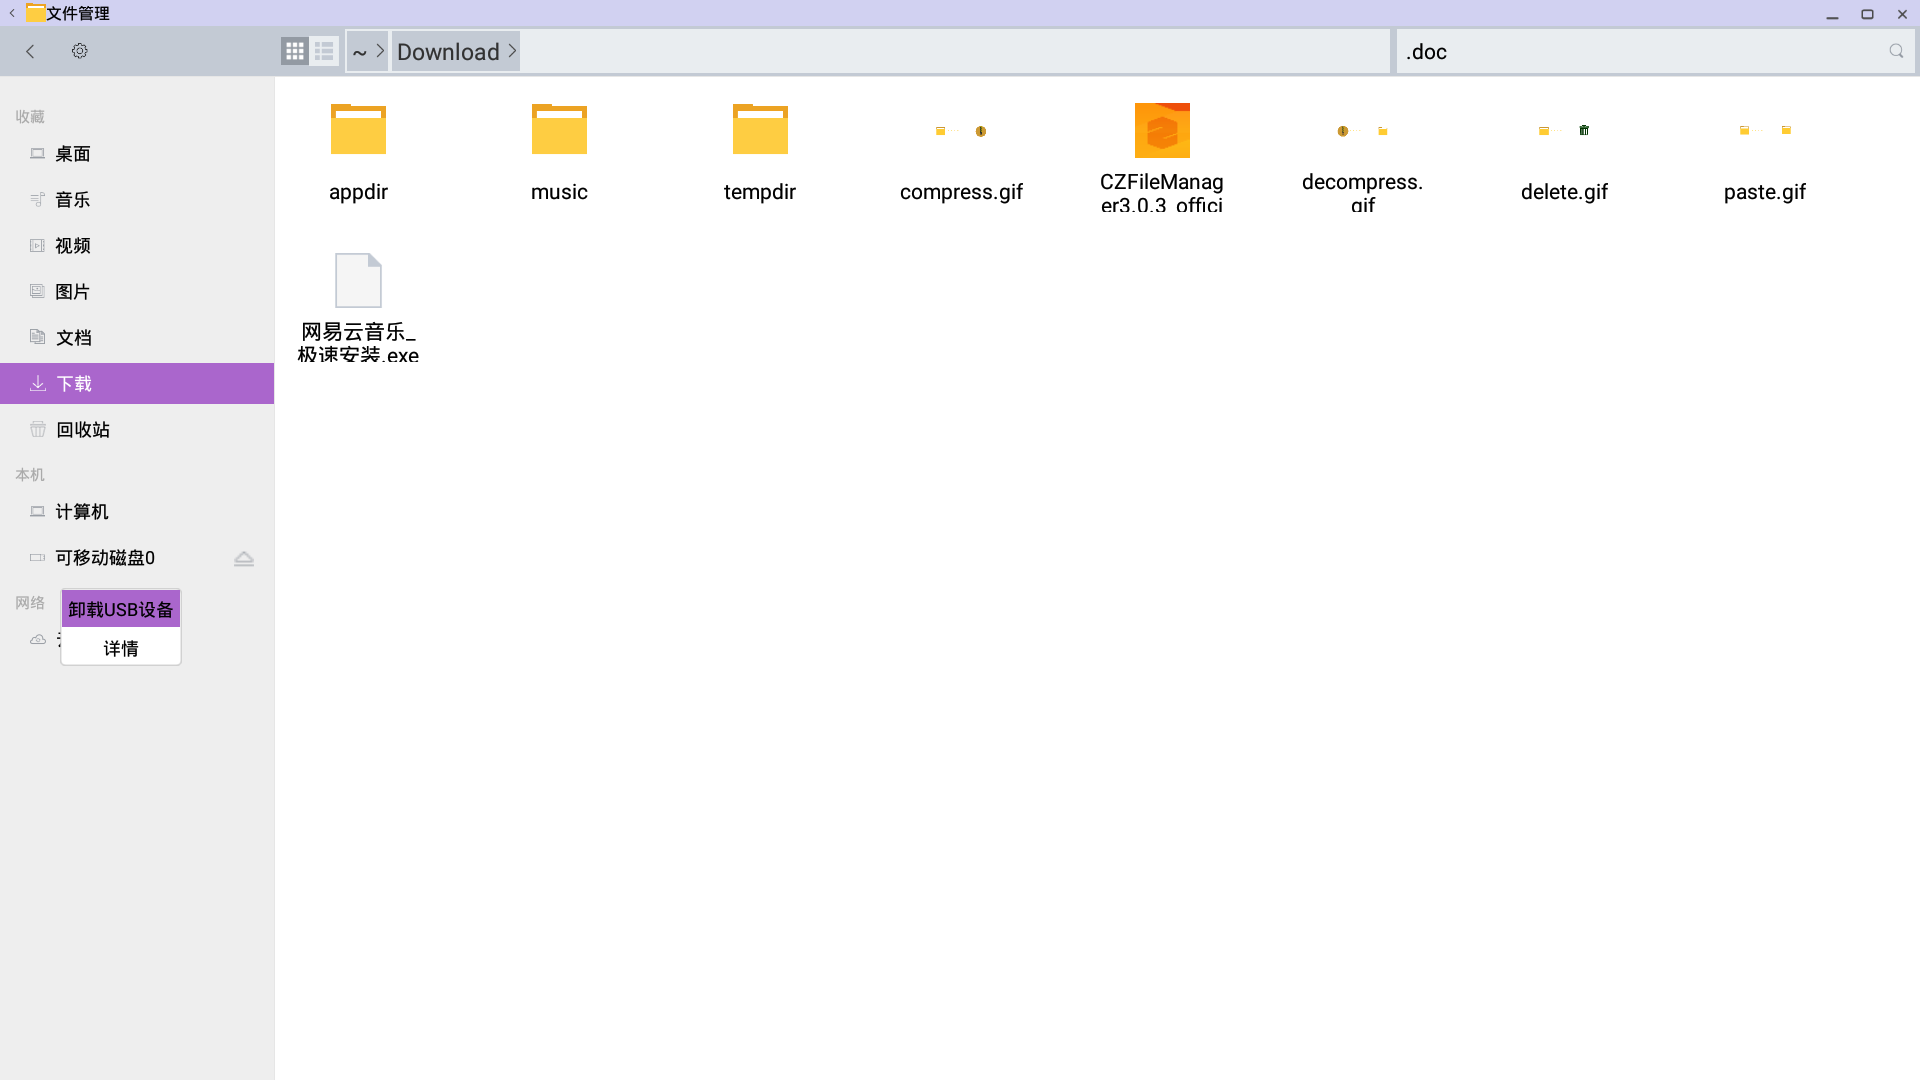 文件管理
~
Download
.doc
收藏
桌面
音乐
视频
图片
文档
下载
回收站
本机
计算机
可移动磁盘0
网络
卸载USB设备
详情
appdir
music
tempdir
compress.gif
CZFileManag
er3.0.3_offici
decompress.
gif
delete.gif
paste.gif
网易云音乐_
极速安装.exe